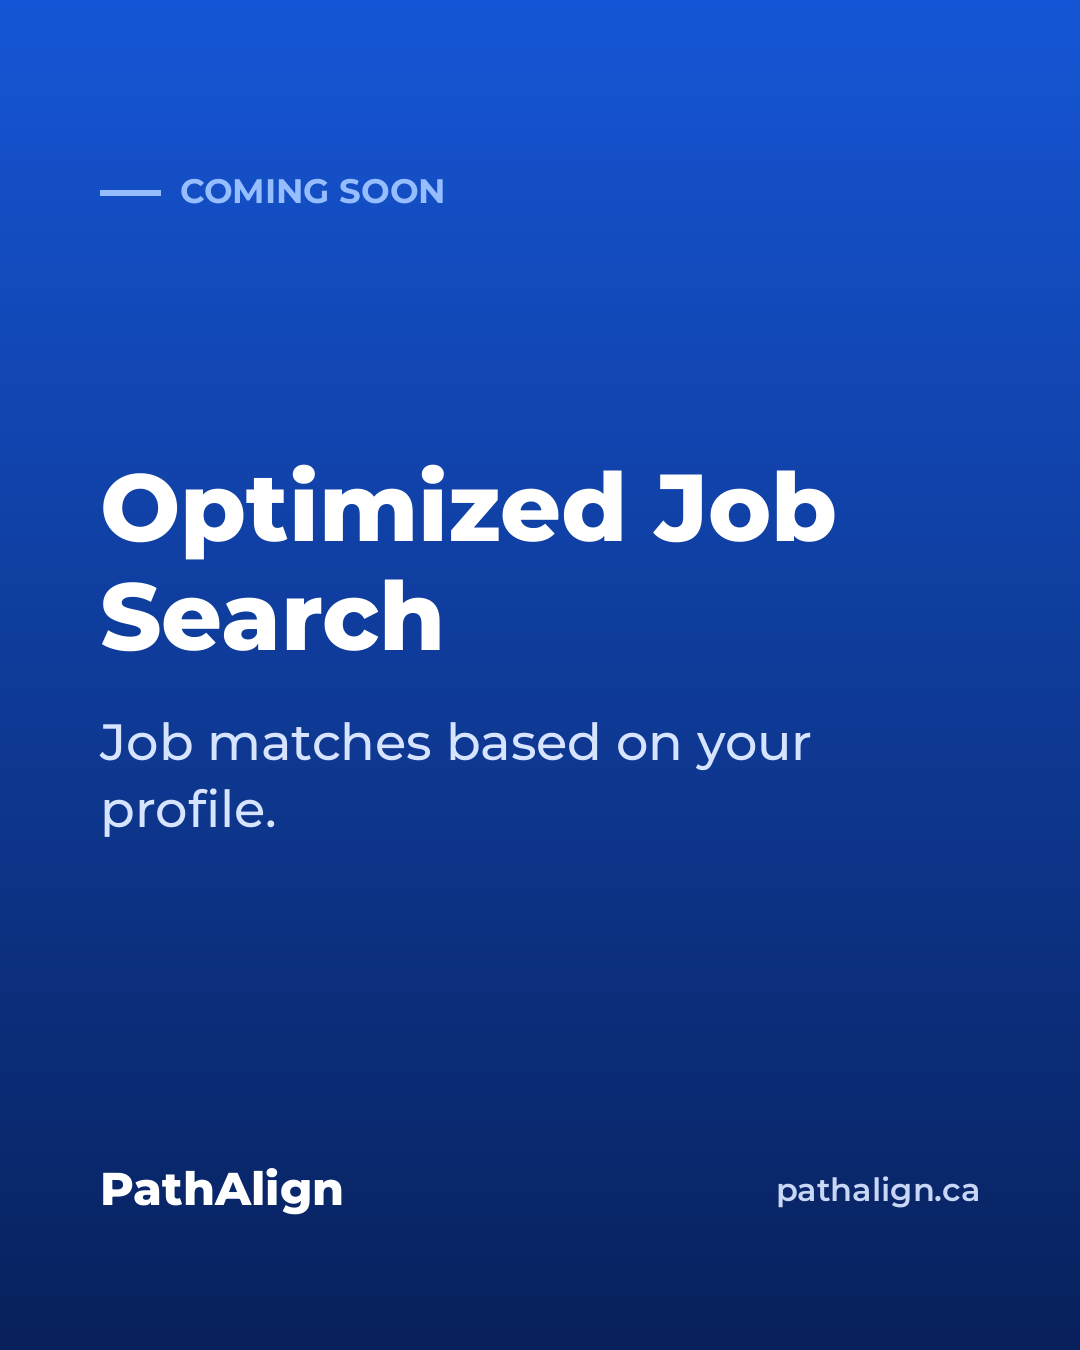 COMING SOON
Optimized Job
Search
Job matches based on your
profile.
PathAlign
pathalign.ca